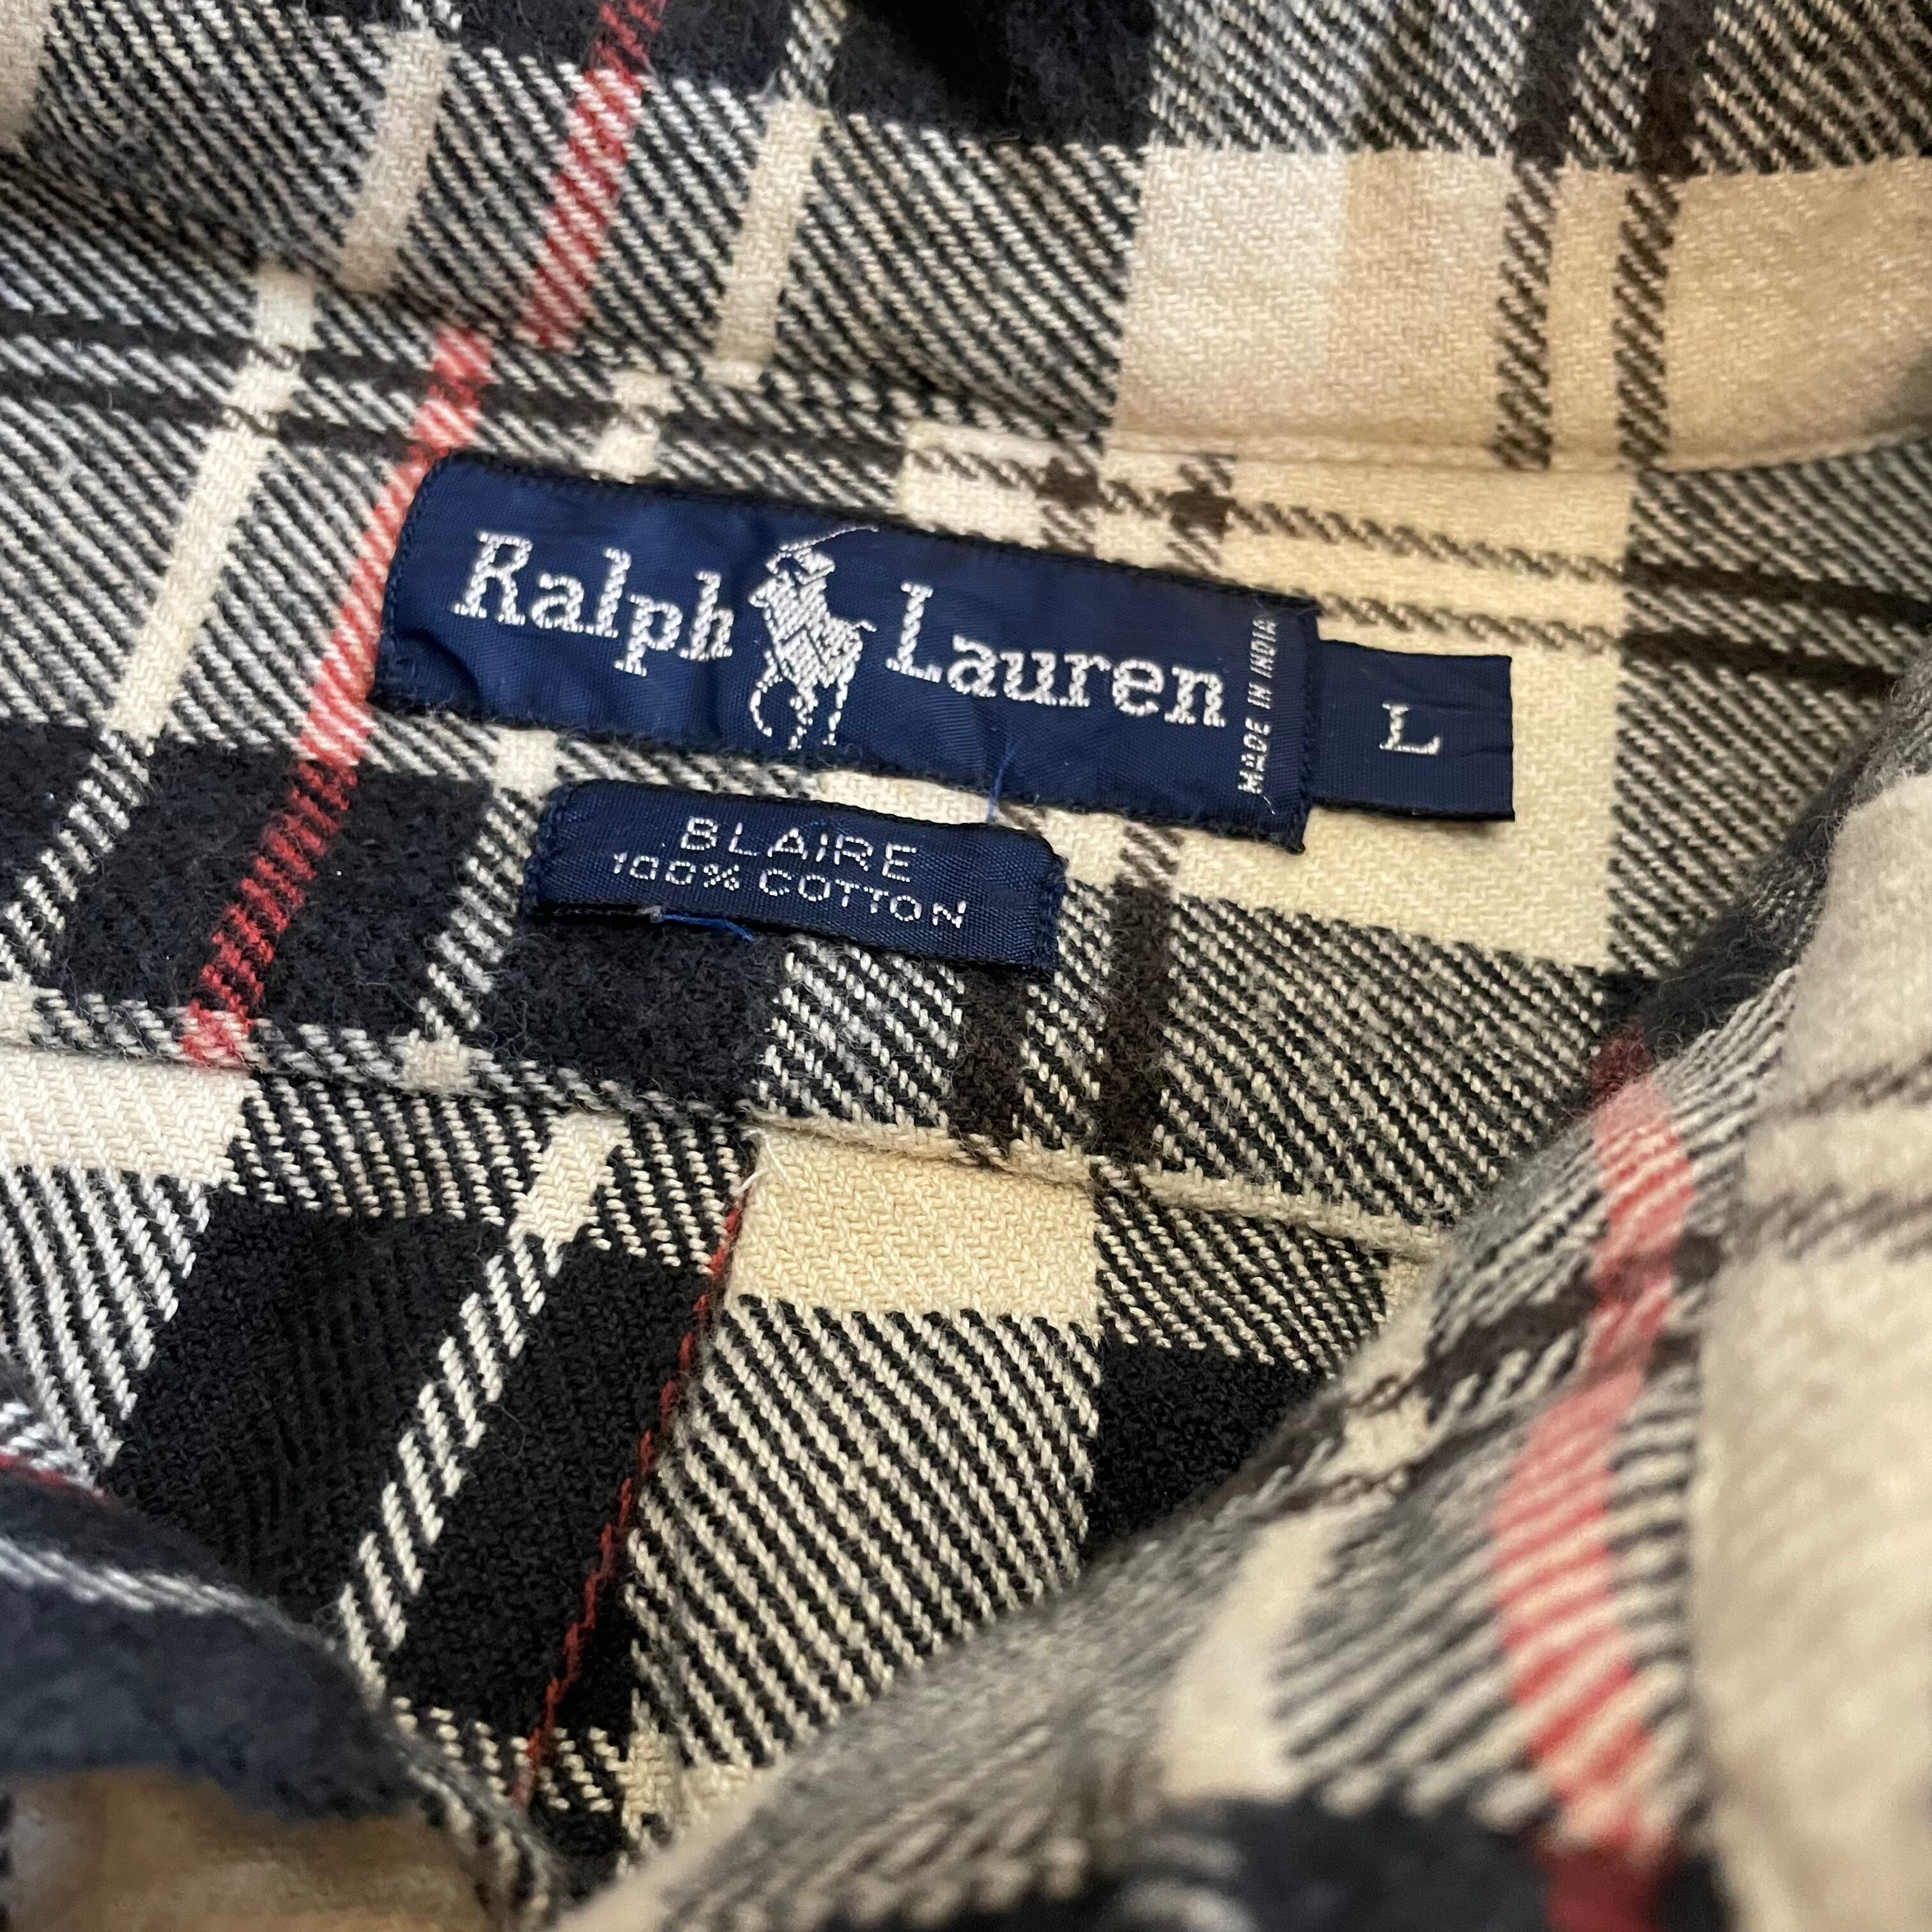 Ralph Lauren
MADE IN INDIA
L
BLAIRE
100% COTTON